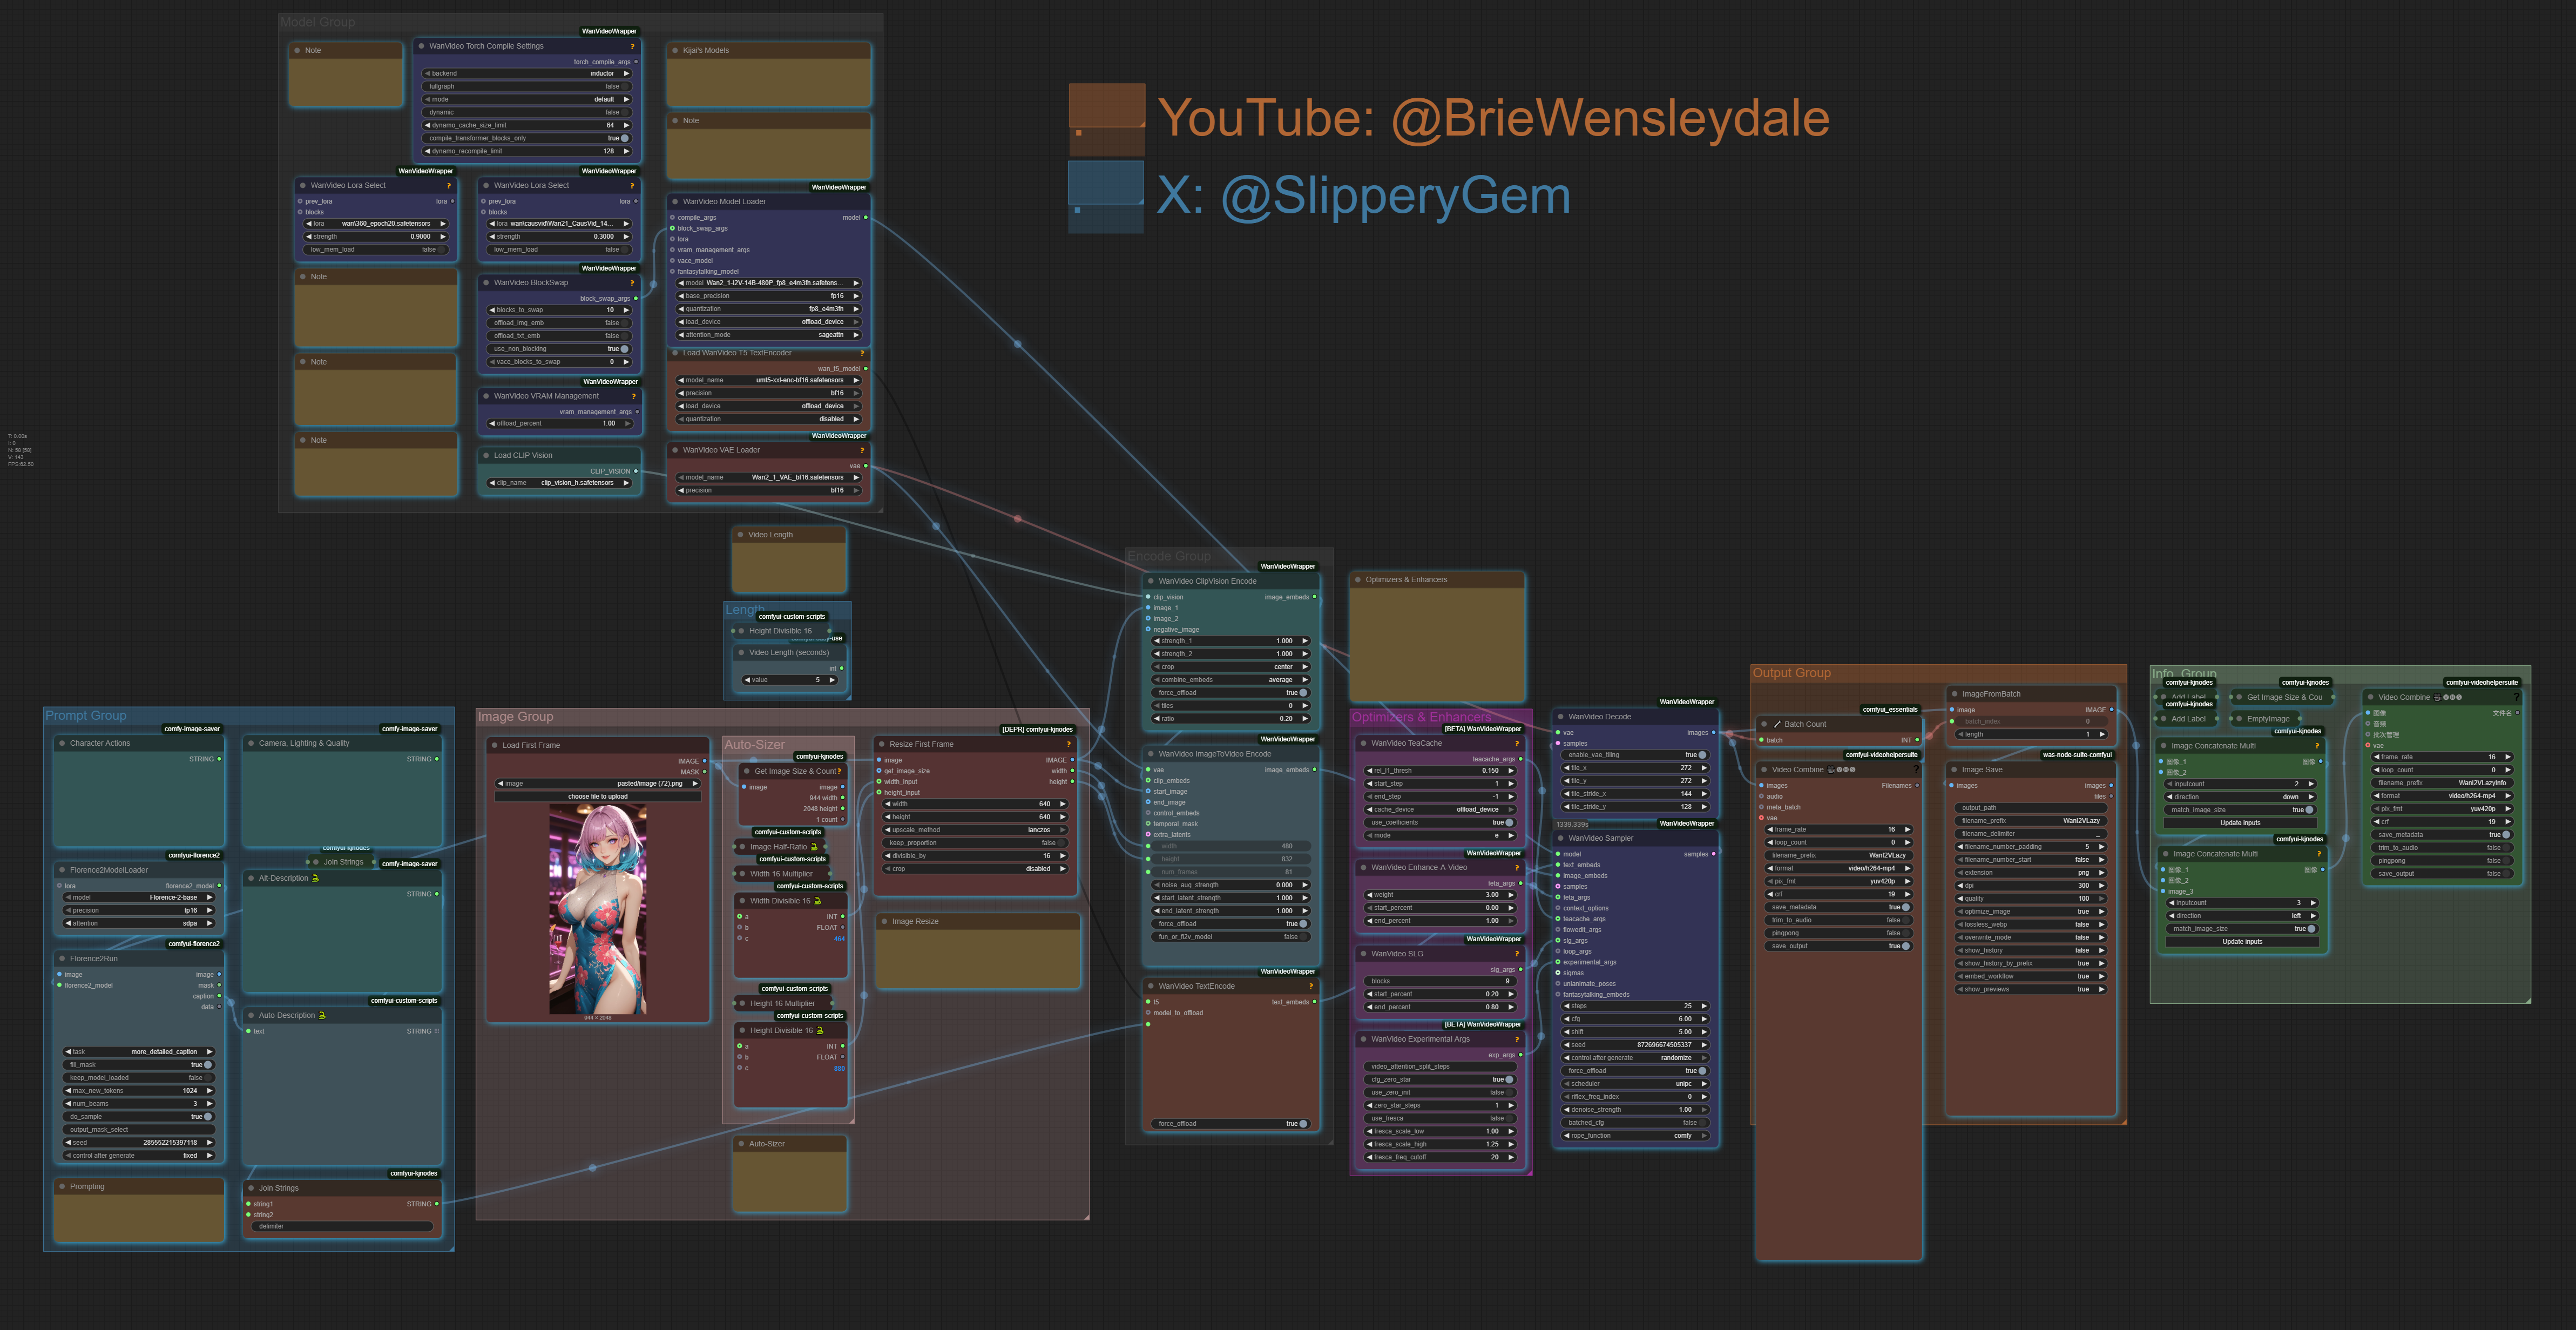 Model Group
Note
WanVideoWrapper
WanVideo Torch Compile Settings
?
torch_compile_args
backend inductor
fullgraph false
mode default
dynamic false
dynamo_cache_size_limit 64
compile_transformer_blocks_only true
dynamo_recompile_limit 128
Kijai's Models
Note
YouTube: @BrieWensleydale
X: @SlipperyGem
WanVideoWrapper
WanVideo Lora Select
?
prev_lora lora
blocks
lora wan\360_epoch20.safetensors
strength 0.9000
low_mem_load false
WanVideoWrapper
WanVideo Lora Select
?
prev_lora lora
blocks
lora wan\causvid\Wan21_CausVid_14...
strength 0.3000
low_mem_load false
WanVideoWrapper
WanVideo Model Loader
compile_args model
block_swap_args
lora
vram_management_args
vace_model
fantasytalking_model
model Wan2_1-I2V-14B-480P_fp8_e4m3fn.safetens...
base_precision fp16
quantization fp8_e4m3fn
load_device offload_device
attention_mode sageattn
Note
WanVideoWrapper
WanVideo BlockSwap
?
block_swap_args
blocks_to_swap 10
offload_img_emb false
offload_txt_emb false
use_non_blocking true
vace_blocks_to_swap 0
Load WanVideo T5 TextEncoder
?
wan_t5_model
model_name umt5-xxl-enc-bf16.safetensors
precision bf16
load_device offload_device
quantization disabled
Note
WanVideoWrapper
WanVideo VRAM Management
?
vram_management_args
offload_percent 1.00
Note
Load CLIP Vision
CLIP_VISION
clip_name clip_vision_h.safetensors
WanVideoWrapper
WanVideo VAE Loader
?
vae
model_name Wan2_1_VAE_bf16.safetensors
precision bf16
T: 0.00s
I: 0
N: 50 [50]
V: 143
FPS:52.50
Video Length
Length
comfyui-custom-scripts
Height Divisible 16
Video Length (seconds)
int
value 5
Prompt Group
comfy-image-saver
Character Actions
STRING
comfy-image-saver
Camera, Lighting & Quality
STRING
Join Strings
comfyui-florence2
Florence2ModelLoader
lora florence2_model
model Florence-2-base
precision fp16
attention sdpa
comfy-image-saver
Alt-Description
STRING
comfyui-florence2
Florence2Run
image image
florence2_model mask
caption
data
task more_detailed_caption
fill_mask true
keep_model_loaded false
max_new_tokens 1024
num_beams 3
do_sample true
output_mask_select
seed 285552215397118
control after generate fixed
comfyui-custom-scripts
Auto-Description
text STRING
Prompting
comfyui-kjnodes
Join Strings
string1 STRING
string2
delimiter
Image Group
Load First Frame
IMAGE
MASK
image pasted/image (72).png
choose file to upload
944 × 2048
Auto-Sizer
comfyui-kjnodes
Get Image Size & Count
?
image image
944 width
2048 height
1 count
comfyui-custom-scripts
Image Half-Ratio
comfyui-custom-scripts
Width 16 Multiplier
comfyui-custom-scripts
Width Divisible 16
a INT
b FLOAT
c 464
comfyui-custom-scripts
Height 16 Multiplier
comfyui-custom-scripts
Height Divisible 16
a INT
b FLOAT
c 888
Auto-Sizer
[DEPR] comfyui-kjnodes
Resize First Frame
?
image IMAGE
get_image_size width
width_input height
height_input
width 640
height 640
upscale_method lanczos
keep_proportion false
divisible_by 16
crop disabled
Image Resize
Encode Group
WanVideoWrapper
WanVideo ClipVision Encode
clip_vision image_embeds
image_1
image_2
negative_image
strength_1 1.000
strength_2 1.000
crop center
combine_embeds average
force_offload true
tiles 0
ratio 0.20
WanVideoWrapper
WanVideo ImageToVideo Encode
vae image_embeds
clip_embeds
start_image
end_image
control_embeds
temporal_mask
extra_latents
width 480
height 832
num_frames 81
noise_aug_strength 0.000
start_latent_strength 1.000
end_latent_strength 1.000
force_offload true
fun_or_fl2v_model false
WanVideoWrapper
WanVideo TextEncode
?
t5 text_embeds
model_to_offload
force_offload true
Optimizers & Enhancers
Optimizers & Enhancers
[BETA] WanVideoWrapper
WanVideo TeaCache
?
teacache_args
rel_l1_thresh 0.150
start_step 1
end_step -1
cache_device offload_device
use_coefficients true
mode e
WanVideoWrapper
WanVideo Enhance-A-Video
?
feta_args
weight 3.00
start_percent 0.00
end_percent 1.00
WanVideoWrapper
WanVideo SLG
?
slg_args
blocks 9
start_percent 0.20
end_percent 0.80
[BETA] WanVideoWrapper
WanVideo Experimental Args
?
exp_args
video_attention_split_steps
cfg_zero_star true
use_zero_init false
zero_star_steps 1
use_fresca false
fresca_scale_low 1.00
fresca_scale_high 1.25
fresca_freq_cutoff 20
WanVideoWrapper
WanVideo Decode
vae images
samples
enable_vae_tiling true
tile_x 272
tile_y 272
tile_stride_x 144
tile_stride_y 128
1339.339s
WanVideoWrapper
WanVideo Sampler
model samples
text_embeds
image_embeds
samples
feta_args
context_options
teacache_args
flowedit_args
slg_args
loop_args
experimental_args
sigmas
unianimate_poses
fantasytalking_embeds
steps 25
cfg 6.00
shift 5.00
seed 872696674505337
control after generate randomize
force_offload true
scheduler unipc
riflex_freq_index 0
denoise_strength 1.00
batched_cfg false
rope_function comfy
Output Group
comfyui_essentials
Batch Count
batch INT
comfyui-videohelpersuite
Video Combine
?
images Filenames
audio
meta_batch
vae
frame_rate 16
loop_count 0
filename_prefix WanI2VLazy
format video/h264-mp4
pix_fmt yuv420p
crf 19
save_metadata true
trim_to_audio false
pingpong false
save_output true
ImageFromBatch
image IMAGE
batch_index 0
length 1
was-node-suite-comfyui
Image Save
images images
files
output_path
filename_prefix WanI2VLazy
filename_delimiter _
filename_number_padding 5
filename_number_start false
extension png
dpi 300
quality 100
optimize_image true
lossless_webp false
overwrite_mode false
show_history false
show_history_by_prefix true
embed_workflow true
show_previews true
Info. Group
comfyui-kjnodes
Add Label
comfyui-kjnodes
Get Image Size & Cou
comfyui-kjnodes
Add Label
EmptyImage
comfyui-kjnodes
Image Concatenate Multi
?
图像_1 图像
图像_2
inputcount 2
direction down
match_image_size true
Update inputs
comfyui-kjnodes
Image Concatenate Multi
?
图像_1 图像
图像_2
image_3
inputcount 3
direction left
match_image_size true
Update inputs
comfyui-videohelpersuite
Video Combine
?
图像 文件名
音频
批次管理
vae
frame_rate 16
loop_count 0
filename_prefix WanI2VLazyInfo
format video/h264-mp4
pix_fmt yuv420p
crf 19
save_metadata true
trim_to_audio false
pingpong false
save_output false